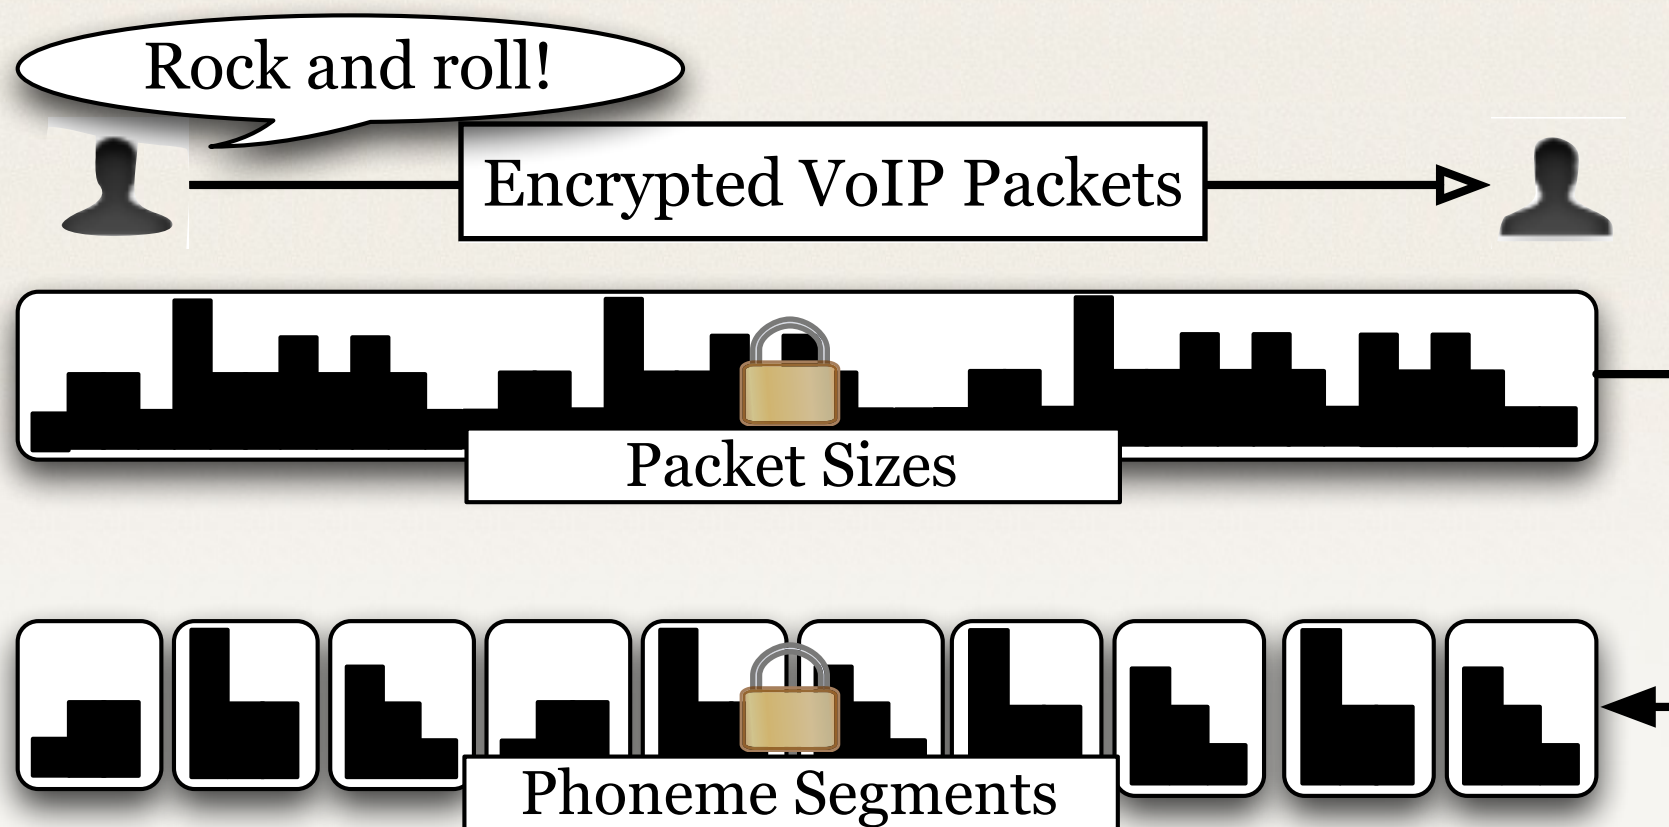 Rock and roll!
Encrypted VoIP Packets
Packet Sizes
Phoneme Segments